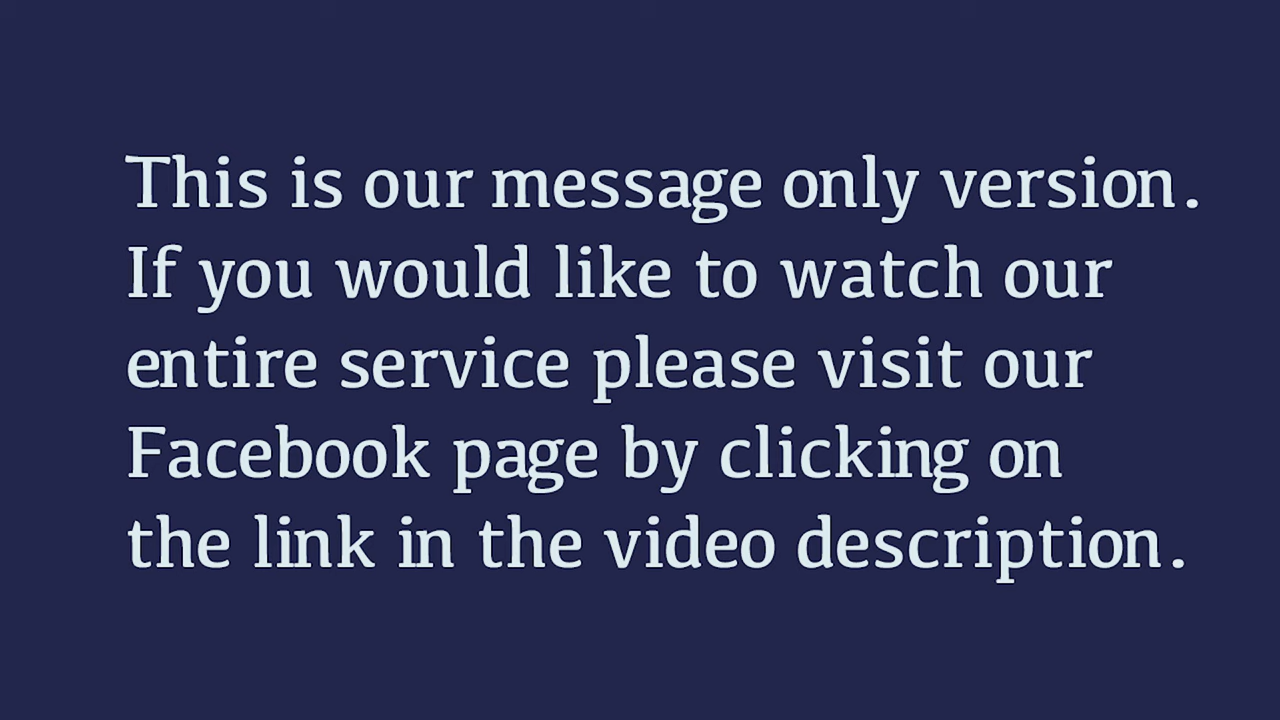 This is our message only version.
If you would like to watch our
entire service please visit our
Facebook page by clicking on
the link in the video description.